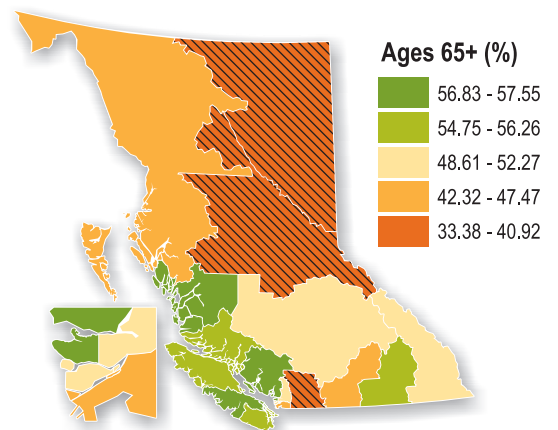 Ages 65+ (%)
56.83 - 57.55
54.75 - 56.26
48.61 - 52.27
42.32 - 47.47
33.38 - 40.92